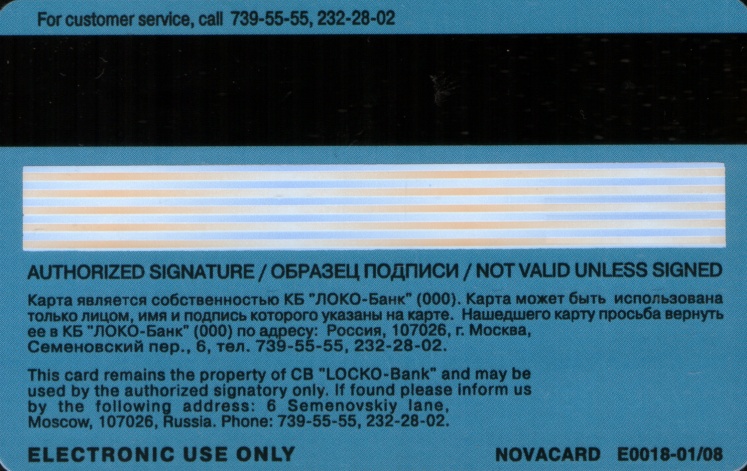 For customer service, call 739-55-55, 232-28-02
AUTHORIZED SIGNATURE / ОБРАЗЕЦ ПОДПИСИ / NOT VALID UNLESS SIGNED
Карта является собственностью КБ "ЛОКО-Банк" (000). Карта может быть использована
только лицом, имя и подпись которого указаны на карте. Нашедшего карту просьба вернуть
ее в КБ "ЛОКО-Банк" (000) по адресу: Россия, 107026, г. Москва,
Семеновский пер., 6, тел. 739-55-55, 232-28-02.
This card remains the property of CB "LOCKO-Bank" and may be
used by the authorized signatory only. If found please inform us
by the following address: 6 Semenovskiy lane,
Moscow, 107026, Russia. Phone: 739-55-55, 232-28-02.
ELECTRONIC USE ONLY NOVACARD E0018-01/08